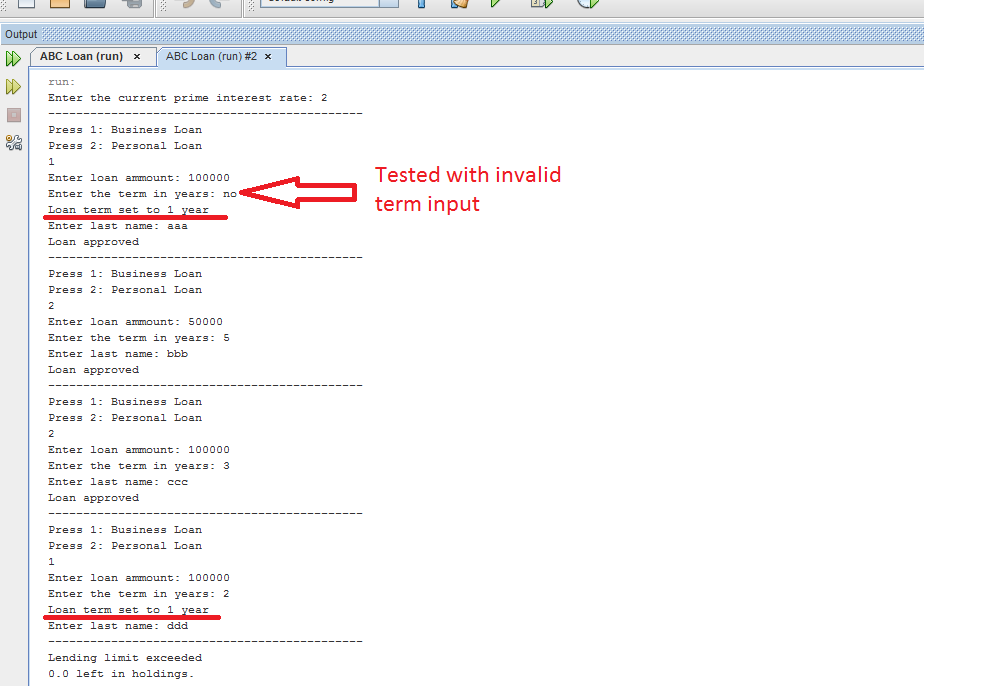 Output
ABC Loan (run) × ABC Loan (run) #2 ×
run:
Enter the current prime interest rate: 2
---------------------------------------------
Press 1: Business Loan
Press 2: Personal Loan
1
Enter loan ammount: 100000
Enter the term in years: no
Loan term set to 1 year
Tested with invalid
term input
Enter last name: aaa
Loan approved
---------------------------------------------
Press 1: Business Loan
Press 2: Personal Loan
2
Enter loan ammount: 50000
Enter the term in years: 5
Enter last name: bbb
Loan approved
---------------------------------------------
Press 1: Business Loan
Press 2: Personal Loan
2
Enter loan ammount: 100000
Enter the term in years: 3
Enter last name: ccc
Loan approved
---------------------------------------------
Press 1: Business Loan
Press 2: Personal Loan
1
Enter loan ammount: 100000
Enter the term in years: 2
Loan term set to 1 year
Enter last name: ddd
---------------------------------------------
Lending limit exceeded
0.0 left in holdings.